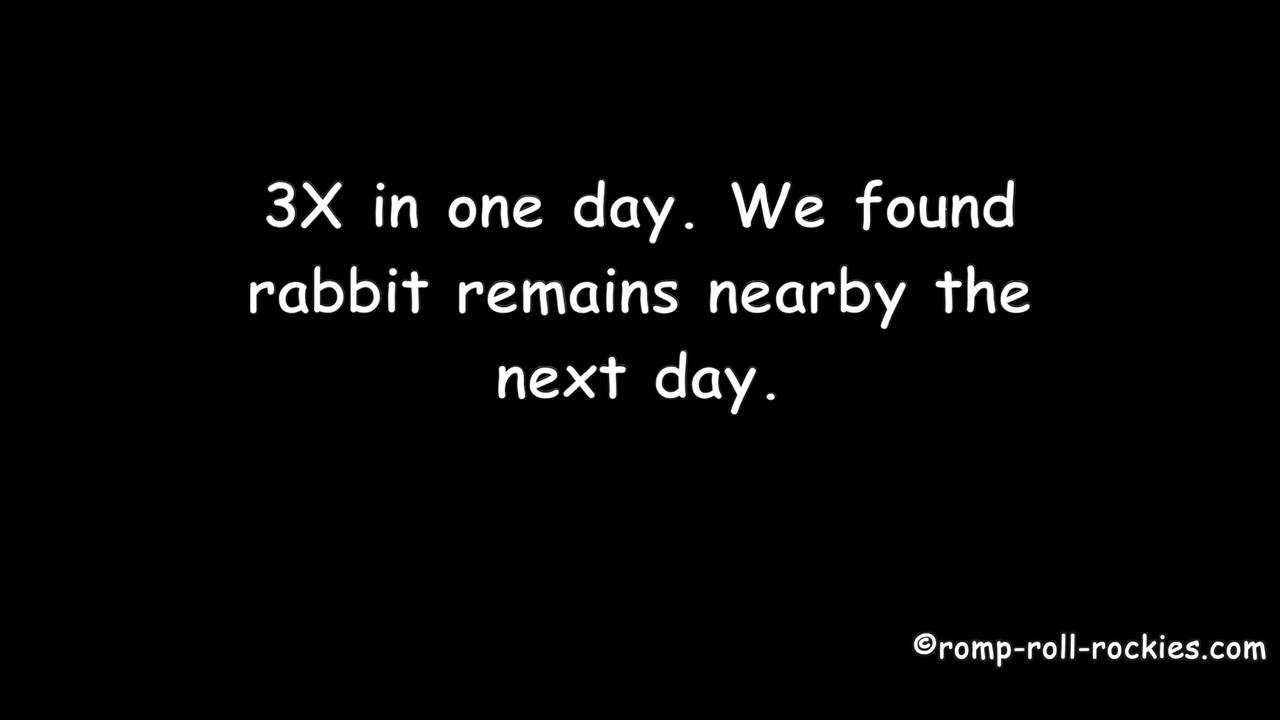 3X in one day. We found
rabbit remains nearby the
next day.
©romp-roll-rockies.com